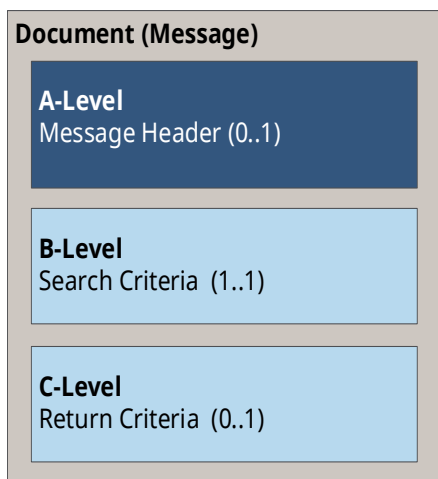 Document (Message)
A-Level
Message Header (0..1)
B-Level
Search Criteria (1..1)
C-Level
Return Criteria (0..1)